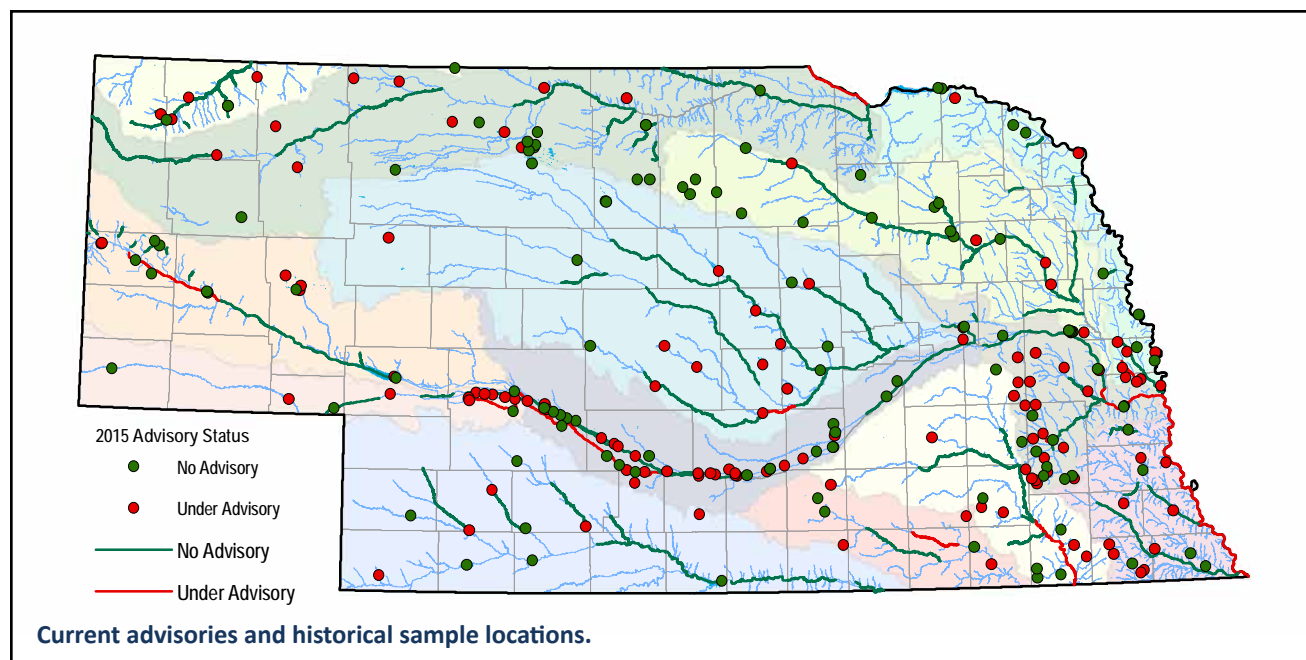 2015 Advisory Status
No Advisory
Under Advisory
No Advisory
Under Advisory
Current advisories and historical sample locations.